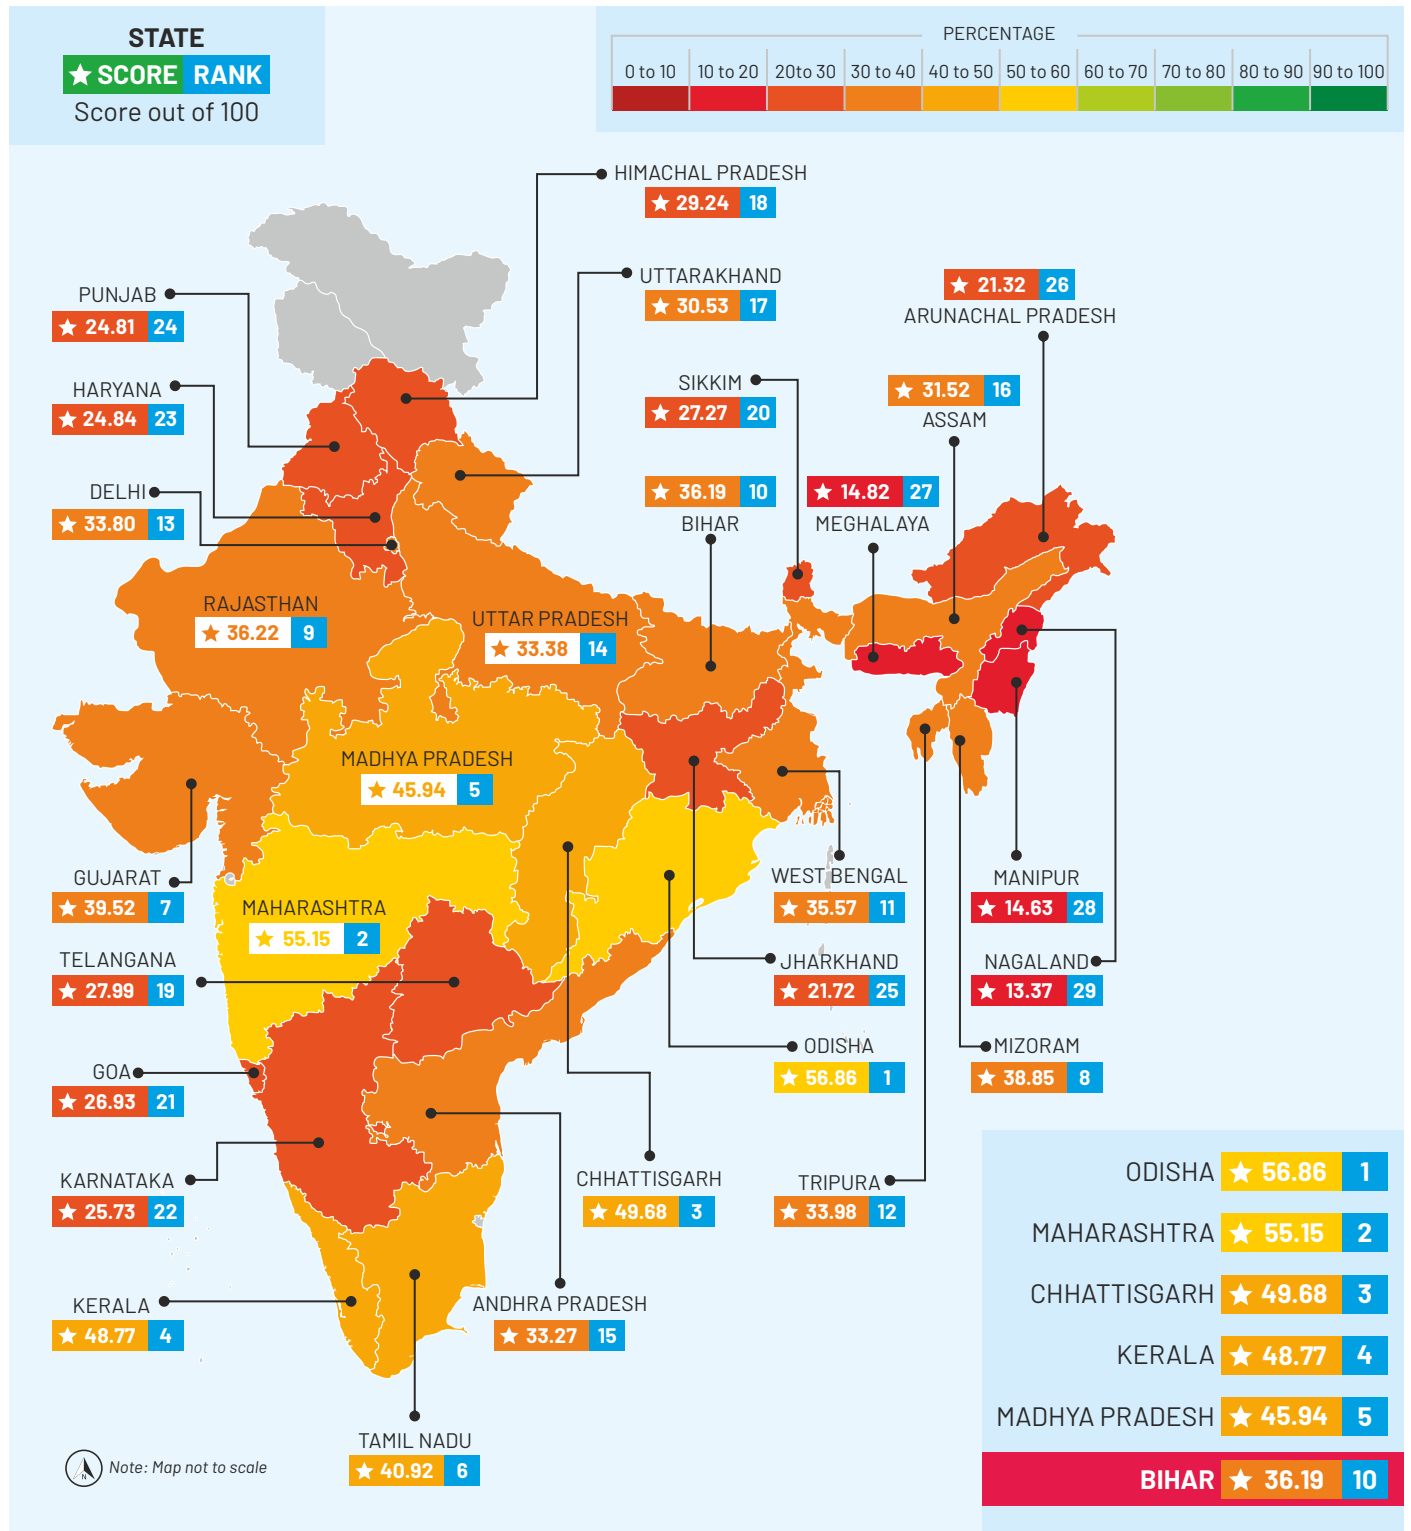 STATE
★ SCORE RANK
Score out of 100
PERCENTAGE
0 to 10 10 to 20 20to 30 30 to 40 40 to 50 50 to 60 60 to 70 70 to 80 80 to 90 90 to 100
HIMACHAL PRADESH
★ 29.24 18
UTTARAKHAND
★ 30.53 17
★ 21.32 26
ARUNACHAL PRADESH
PUNJAB
★ 24.81 24
SIKKIM
★ 27.27 20
★ 31.52 16
ASSAM
HARYANA
★ 24.84 23
DELHI
★ 33.80 13
★ 36.19 10
BIHAR
★ 14.82 27
MEGHALAYA
RAJASTHAN
★ 36.22 9
UTTAR PRADESH
★ 33.38 14
MADHYA PRADESH
★ 45.94 5
GUJARAT
★ 39.52 7
MAHARASHTRA
★ 55.15 2
WEST BENGAL
★ 35.57 11
MANIPUR
★ 14.63 28
TELANGANA
★ 27.99 19
JHARKHAND
★ 21.72 25
NAGALAND
★ 13.37 29
ODISHA
★ 56.86 1
MIZORAM
★ 38.85 8
GOA
★ 26.93 21
KARNATAKA
★ 25.73 22
CHHATTISGARH
★ 49.68 3
TRIPURA
★ 33.98 12
KERALA
★ 48.77 4
ANDHRA PRADESH
★ 33.27 15
TAMIL NADU
★ 40.92 6
N
Note: Map not to scale
ODISHA ★ 56.86 1
MAHARASHTRA ★ 55.15 2
CHHATTISGARH ★ 49.68 3
KERALA ★ 48.77 4
MADHYA PRADESH ★ 45.94 5
BIHAR ★ 36.19 10